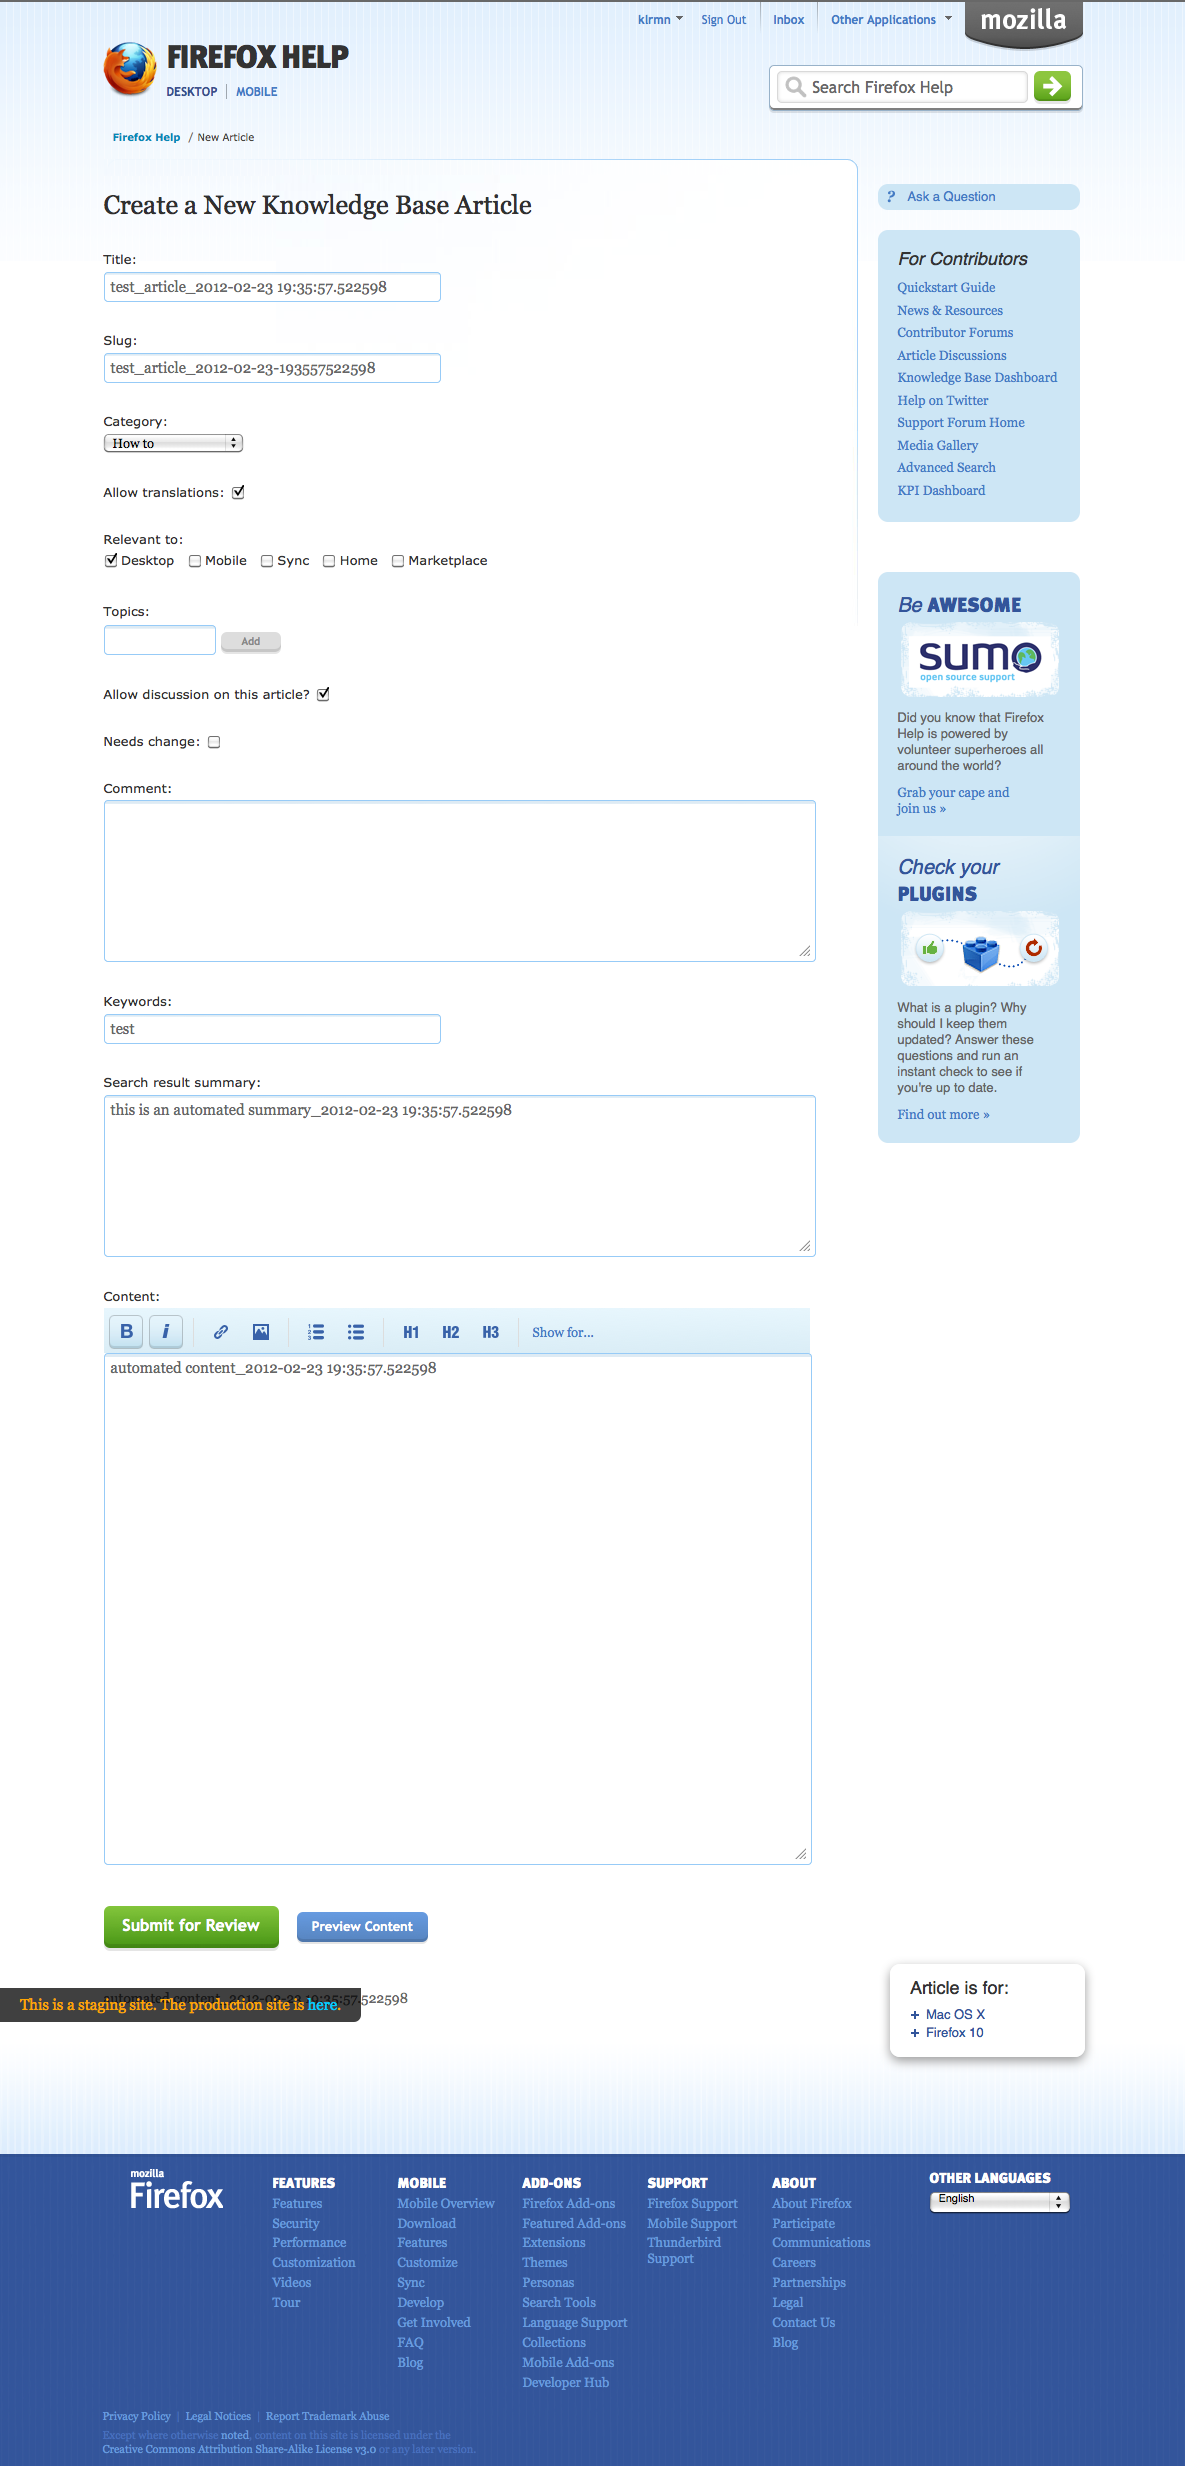 klrmn
Sign Out
Inbox
Other Applications
mozilla
FIREFOX HELP
DESKTOP
MOBILE
Search Firefox Help
Firefox Help / New Article
Create a New Knowledge Base Article
Title:
test_article_2012-02-23 19:35:57.522598
Slug:
test_article_2012-02-23-193557522598
Category:
How to
Allow translations:
Relevant to:
Desktop Mobile Sync Home Marketplace
Topics:
Add
Allow discussion on this article?
Needs change:
Comment:
Keywords:
test
Search result summary:
this is an automated summary_2012-02-23 19:35:57.522598
Content:
B i H1 H2 H3 Show for...
automated content_2012-02-23 19:35:57.522598
Submit for Review
Preview Content
automated content_2012-02-23 19:35:57.522598
This is a staging site. The production site is here.
? Ask a Question
For Contributors
Quickstart Guide
News & Resources
Contributor Forums
Article Discussions
Knowledge Base Dashboard
Help on Twitter
Support Forum Home
Media Gallery
Advanced Search
KPI Dashboard
Be AWESOME
sumo
open source support
Did you know that Firefox
Help is powered by
volunteer superheroes all
around the world?
Grab your cape and
join us »
Check your
PLUGINS
What is a plugin? Why
should I keep them
updated? Answer these
questions and run an
instant check to see if
you're up to date.
Find out more »
Article is for:
+ Mac OS X
+ Firefox 10
mozilla
Firefox
FEATURES
Features
Security
Performance
Customization
Videos
Tour
MOBILE
Mobile Overview
Download
Features
Customize
Sync
Develop
Get Involved
FAQ
Blog
ADD-ONS
Firefox Add-ons
Featured Add-ons
Extensions
Themes
Personas
Search Tools
Language Support
Collections
Mobile Add-ons
Developer Hub
SUPPORT
Firefox Support
Mobile Support
Thunderbird
Support
ABOUT
About Firefox
Participate
Communications
Careers
Partnerships
Legal
Contact Us
Blog
OTHER LANGUAGES
English
Privacy Policy | Legal Notices | Report Trademark Abuse
Except where otherwise noted, content on this site is licensed under the
Creative Commons Attribution Share-Alike License v3.0 or any later version.